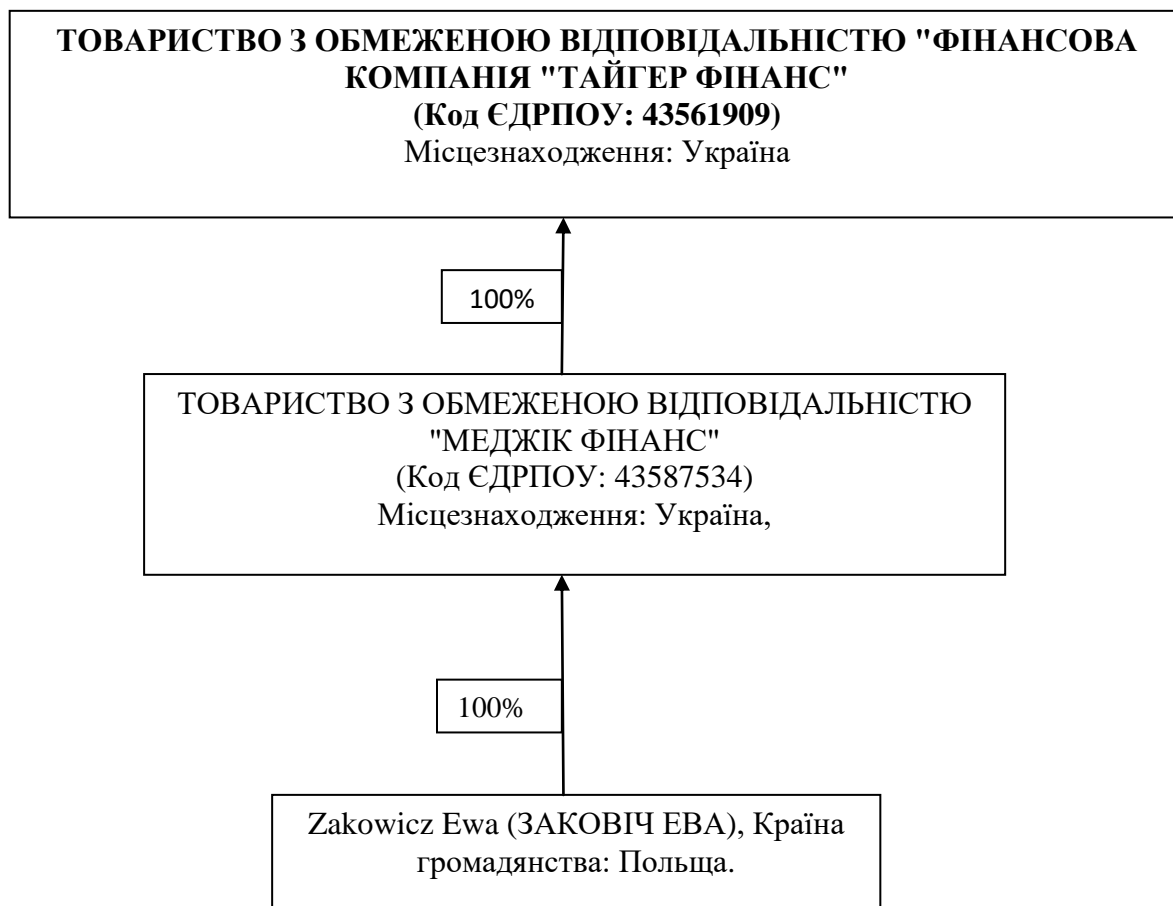 ТОВАРИСТВО З ОБМЕЖЕНОЮ ВІДПОВІДАЛЬНІСТЮ "ФІНАНСОВА
КОМПАНІЯ "ТАЙГЕР ФІНАНС"
(Код ЄДРПОУ: 43561909)
Місцезнаходження: Україна
100%
ТОВАРИСТВО З ОБМЕЖЕНОЮ ВІДПОВІДАЛЬНІСТЮ
"МЕДЖІК ФІНАНС"
(Код ЄДРПОУ: 43587534)
Місцезнаходження: Україна,
100%
Zakowicz Ewa (ЗАКОВІЧ ЕВА), Країна
громадянства: Польща.